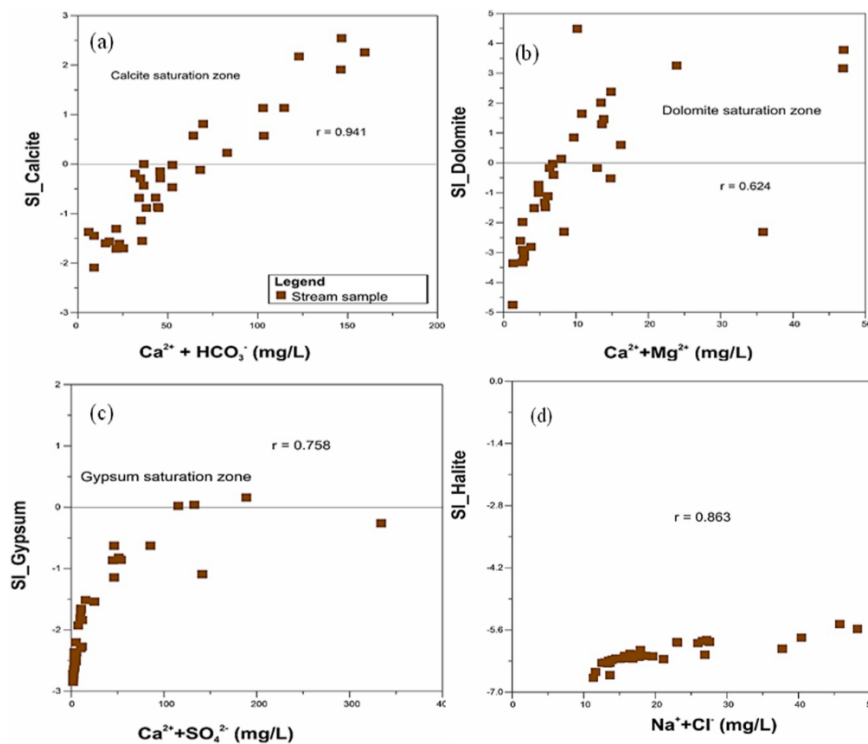 (a)
3
2
1
0
-1
-2
-3
SI_Calcite
Calcite saturation zone
r = 0.941
Legend
Stream sample
0
50
100
150
200
Ca²⁺ + HCO₃⁻ (mg/L)
(b)
5
4
3
2
1
0
-1
-2
-3
-4
-5
SI_Dolomite
Dolomite saturation zone
r = 0.624
0
10
20
30
40
50
Ca²⁺+Mg²⁺ (mg/L)
(c)
2
1
0
-1
-2
-3
SI_Gypsum
r = 0.758
Gypsum saturation zone
0
100
200
300
400
Ca²⁺+SO₄²⁻ (mg/L)
(d)
0.0
-1.4
-2.8
-4.2
-5.6
-7.0
SI_Halite
r = 0.863
0
10
20
30
40
50
Na⁺+Cl⁻ (mg/L)